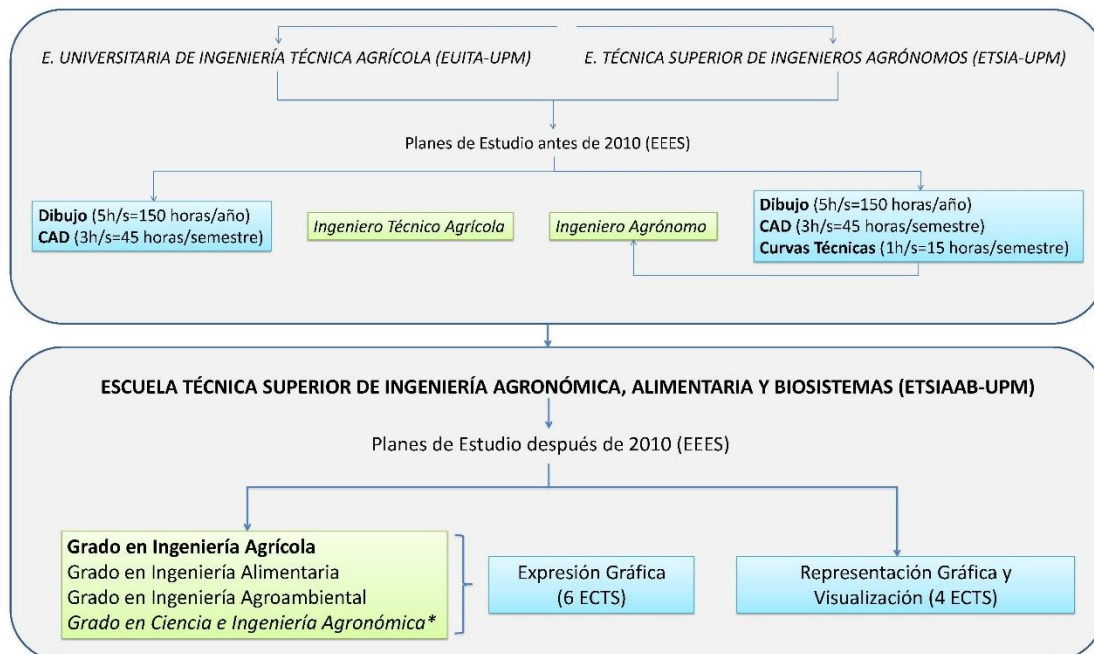 E. UNIVERSITARIA DE INGENIERÍA TÉCNICA AGRÍCOLA (EUITA-UPM)
E. TÉCNICA SUPERIOR DE INGENIEROS AGRÓNOMOS (ETSIA-UPM)
Planes de Estudio antes de 2010 (EEES)
Dibujo (5h/s=150 horas/año)
CAD (3h/s=45 horas/semestre)
Ingeniero Técnico Agrícola
Ingeniero Agrónomo
Dibujo (5h/s=150 horas/año)
CAD (3h/s=45 horas/semestre)
Curvas Técnicas (1h/s=15 horas/semestre)
ESCUELA TÉCNICA SUPERIOR DE INGENIERÍA AGRONÓMICA, ALIMENTARIA Y BIOSISTEMAS (ETSIAAB-UPM)
Planes de Estudio después de 2010 (EEES)
Grado en Ingeniería Agrícola
Grado en Ingeniería Alimentaria
Grado en Ingeniería Agroambiental
Grado en Ciencia e Ingeniería Agronómica*
Expresión Gráfica
(6 ECTS)
Representación Gráfica y
Visualización (4 ECTS)